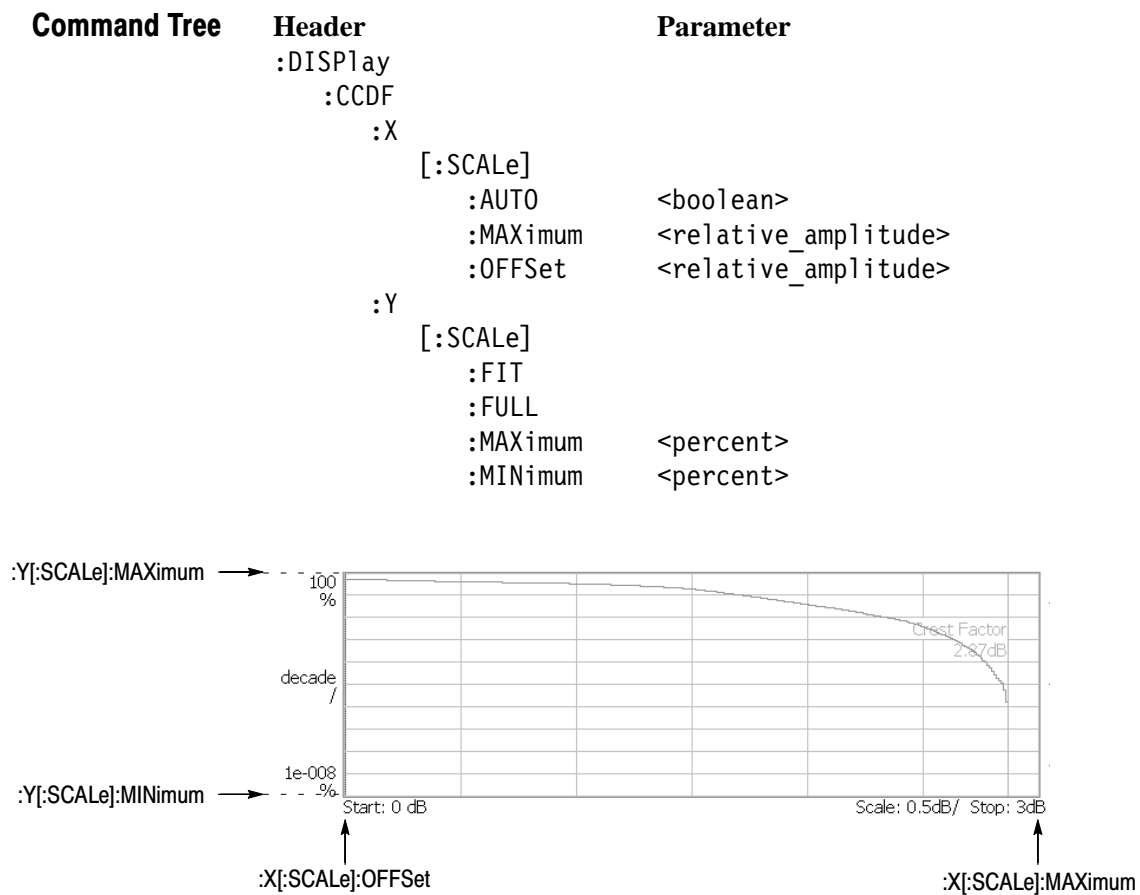 Command Tree Header Parameter
:DISPlay
:CCDF
:X
[:SCALe]
:AUTO <boolean>
:MAXimum <relative_amplitude>
:OFFSet <relative_amplitude>
:Y
[:SCALe]
:FIT
:FULL
:MAXimum <percent>
:MINimum <percent>
:Y[:SCALe]:MAXimum
100
%
Crest Factor
2.87dB
decade
/
1e-008
:Y[:SCALe]:MINimum
%
Start: 0 dB Scale: 0.5dB/ Stop: 3dB
:X[:SCALe]:OFFSet :X[:SCALe]:MAXimum